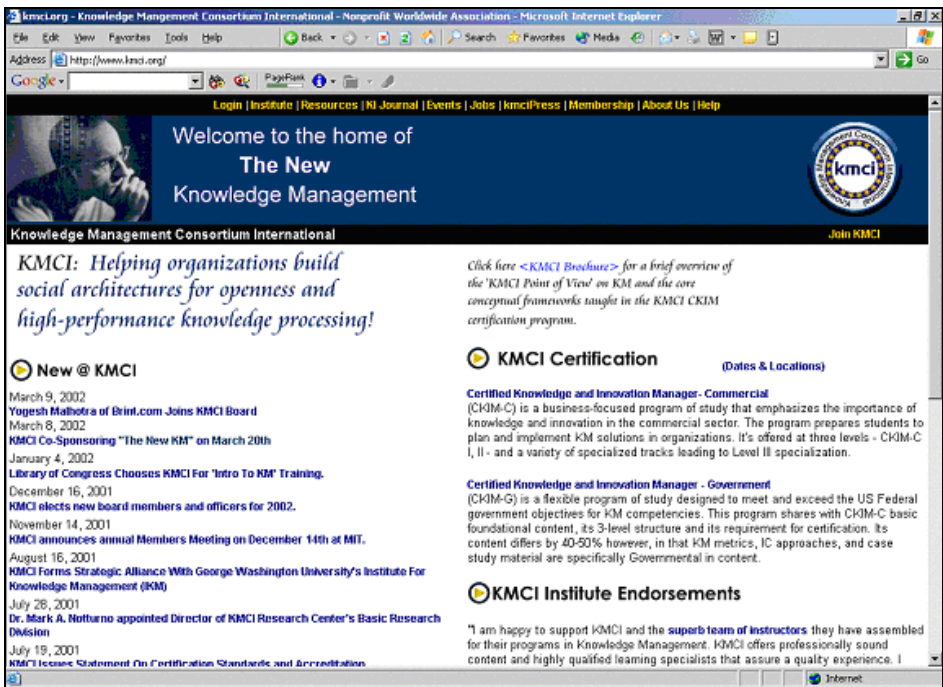 kmci.org - Knowledge Mangement Consortium International - Nonprofit Worldwide Association - Microsoft Internet Explorer
File Edit View Favorites Tools Help Back Search Favorites Media
Address http://www.kmci.org/ Go
Google PageRank
Login | Institute | Resources | KI Journal | Events | Jobs | kmciPress | Membership | About Us | Help
Welcome to the home of
The New
Knowledge Management
Knowledge Management Consortium International
kmci
Knowledge Management Consortium International
Join KMCI
KMCI: Helping organizations build
social architectures for openness and
high-performance knowledge processing!
New @ KMCI
March 9, 2002
Yogesh Malhotra of Brint.com Joins KMCI Board
March 8, 2002
KMCI Co-Sponsoring "The New KM" on March 20th
January 4, 2002
Library of Congress Chooses KMCI For 'Intro To KM' Training.
December 16, 2001
KMCI elects new board members and officers for 2002.
November 14, 2001
KMCI announces annual Members Meeting on December 14th at MIT.
August 16, 2001
KMCI Forms Strategic Alliance With George Washington University's Institute For
Knowledge Management (IKM)
July 28, 2001
Dr. Mark A. Notturno appointed Director of KMCI Research Center's Basic Research
Division
July 19, 2001
KMCI Issues Statement On Certification Standards and Accreditation
Click here <KMCI Brochure> for a brief overview of
the 'KMCI Point of View' on KM and the core
conceptual frameworks taught in the KMCI CKIM
certification program.
KMCI Certification (Dates & Locations)
Certified Knowledge and Innovation Manager- Commercial
(CKIM-C) is a business-focused program of study that emphasizes the importance of
knowledge and innovation in the commercial sector. The program prepares students to
plan and implement KM solutions in organizations. It's offered at three levels - CKIM-C
I, II - and a variety of specialized tracks leading to Level III specialization.
Certified Knowledge and Innovation Manager - Government
(CKIM-G) is a flexible program of study designed to meet and exceed the US Federal
government objectives for KM competencies. This program shares with CKIM-C basic
foundational content, its 3-level structure and its requirement for certification. Its
content differs by 40-50% however, in that KM metrics, IC approaches, and case
study material are specifically Governmental in content.
KMCI Institute Endorsements
"I am happy to support KMCI and the superb team of instructors they have assembled
for their programs in Knowledge Management. KMCI offers professionally sound
content and highly qualified learning specialists that assure a quality experience. I
Internet